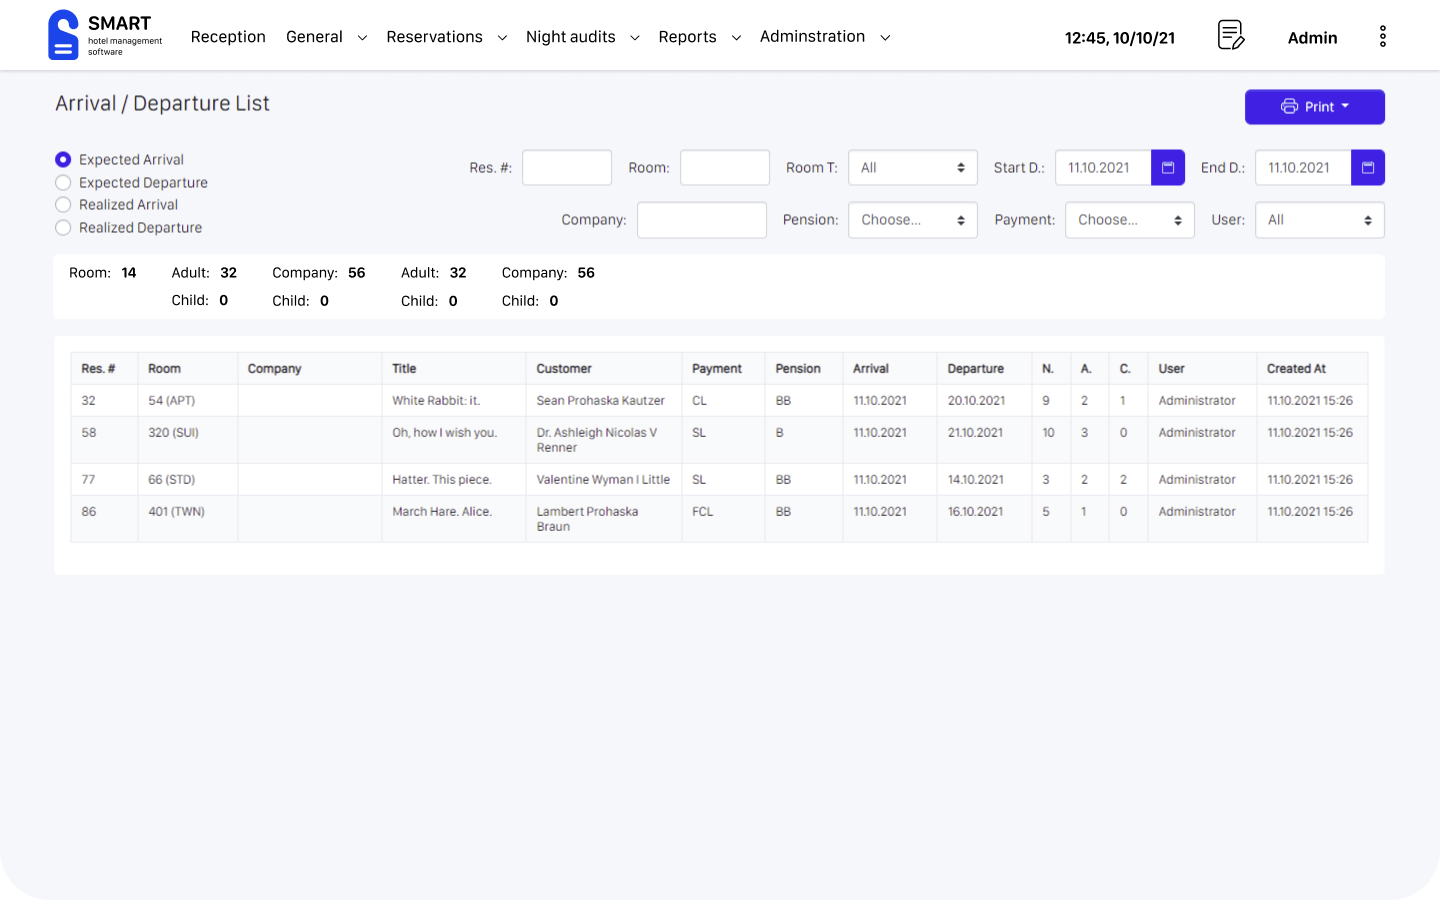 SMART
hotel management
software
Reception General Reservations Night audits Reports Adminstration
12:45, 10/10/21 Admin
Arrival / Departure List
Print
Expected Arrival
Expected Departure
Realized Arrival
Realized Departure
Res. #: Room: Room T: All Start D.: 11.10.2021 End D.: 11.10.2021
Company: Pension: Choose... Payment: Choose... User: All
Room: 14 Adult: 32 Company: 56 Adult: 32 Company: 56
Child: 0 Child: 0 Child: 0 Child: 0
Res. # Room Company Title Customer Payment Pension Arrival Departure N. A. C. User Created At
32 54 (APT) White Rabbit: it. Sean Prohaska Kautzer CL BB 11.10.2021 20.10.2021 9 2 1 Administrator 11.10.2021 15:26
58 320 (SUI) Oh, how I wish you. Dr. Ashleigh Nicolas V SL B 11.10.2021 21.10.2021 10 3 0 Administrator 11.10.2021 15:26
Renner
77 66 (STD) Hatter. This piece. Valentine Wyman I Little SL BB 11.10.2021 14.10.2021 3 2 2 Administrator 11.10.2021 15:26
86 401 (TWN) March Hare. Alice. Lambert Prohaska FCL BB 11.10.2021 16.10.2021 5 1 0 Administrator 11.10.2021 15:26
Braun